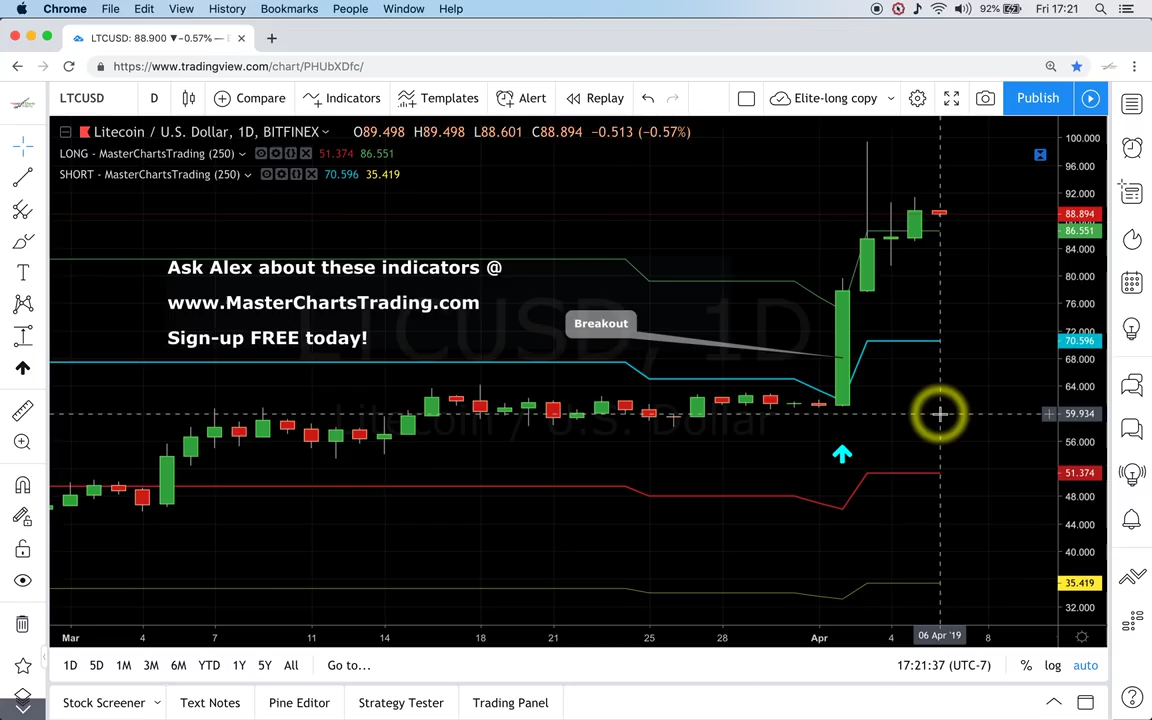 Chrome File Edit View History Bookmarks People Window Help 92% Fri 17:21
LTCUSD: 88.900 ▼−0.57% —
https://www.tradingview.com/chart/PHUbXDfc/
LTCUSD D Compare Indicators Templates Alert Replay Elite-long copy Publish
Litecoin / U.S. Dollar, 1D, BITFINEX O89.498 H89.498 L88.601 C88.894 −0.513 (−0.57%)
LONG - MasterChartsTrading (250) 51.374 86.551
SHORT - MasterChartsTrading (250) 70.596 35.419
Ask Alex about these indicators @
www.MasterChartsTrading.com
Sign-up FREE today!
Breakout
LTCUSD, 1D
Litecoin / U.S. Dollar
100.000
96.000
92.000
88.894
86.551
84.000
80.000
76.000
72.000
70.596
68.000
64.000
59.934
56.000
51.374
48.000
44.000
40.000
35.419
32.000
Mar 4 7 11 14 18 21 25 28 Apr 4 06 Apr '19 8
1D 5D 1M 3M 6M YTD 1Y 5Y All Go to... 17:21:37 (UTC-7) % log auto
Stock Screener Text Notes Pine Editor Strategy Tester Trading Panel